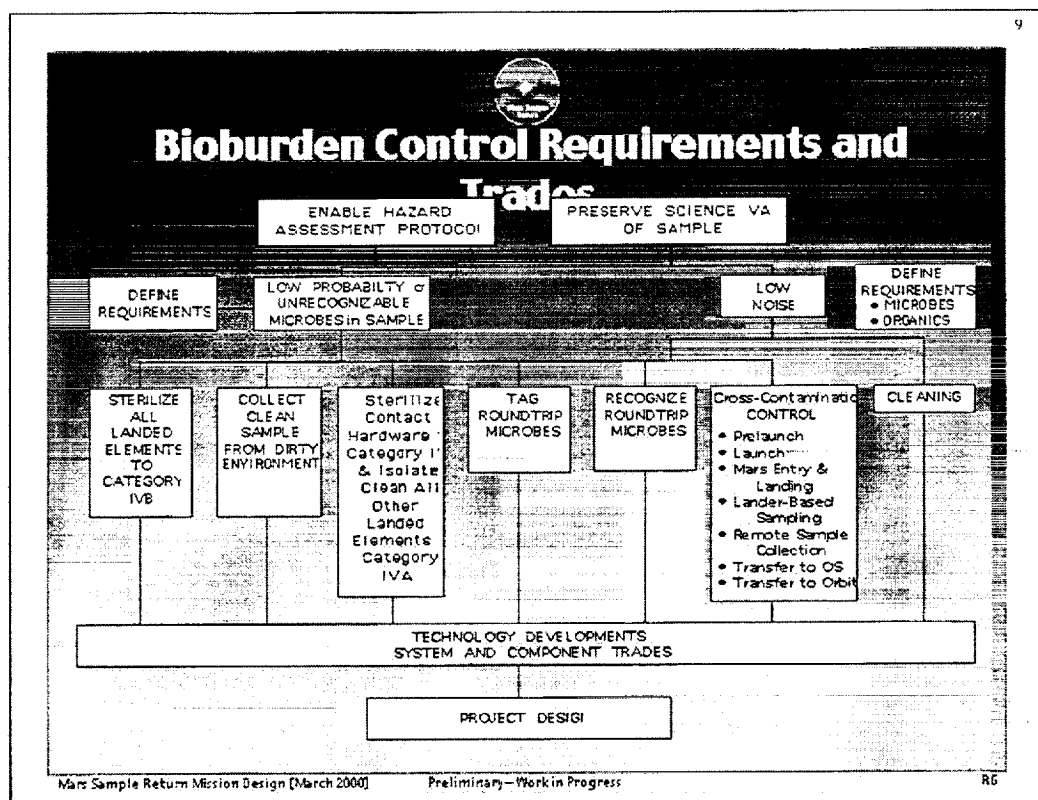 9
Bioburden Control Requirements and
Trades
ENABLE HAZARD
ASSESSMENT PROTOCOL
PRESERVE SCIENCE VA
OF SAMPLE
DEFINE
REQUIREMENTS
LOW PROBABILTY o
UNRECOGNIZABLE
MICROBES in SAMPLE
LOW
NOISE
DEFINE
REQUIREMENTS
• MICROBES
• ORGANICS
STERILIZE
ALL
LANDED
ELEMENTS
TO
CATEGORY
IVB
COLLECT
CLEAN
SAMPLE
FROM DIRTY
ENVIRONMENT
Sterilize
Contact
Hardware
Category I
& Isolate
Clean All
Other
Landed
Elements
Category
IVA
TAG
ROUNDTRIP
MICROBES
RECOGNIZE
ROUNDTRIP
MICROBES
Cross-Contaminatic
CONTROL
• Prelaunch
• Launch
• Mars Entry &
Landing
• Lander-Based
Sampling
• Remote Sample
Collection
• Transfer to OS
• Transfer to Orbit
CLEANING
TECHNOLOGY DEVELOPMENTS
SYSTEM AND COMPONENT TRADES
PROJECT DESIGI
Mars Sample Return Mission Design [March 2000]
Preliminary—Work in Progress
RG